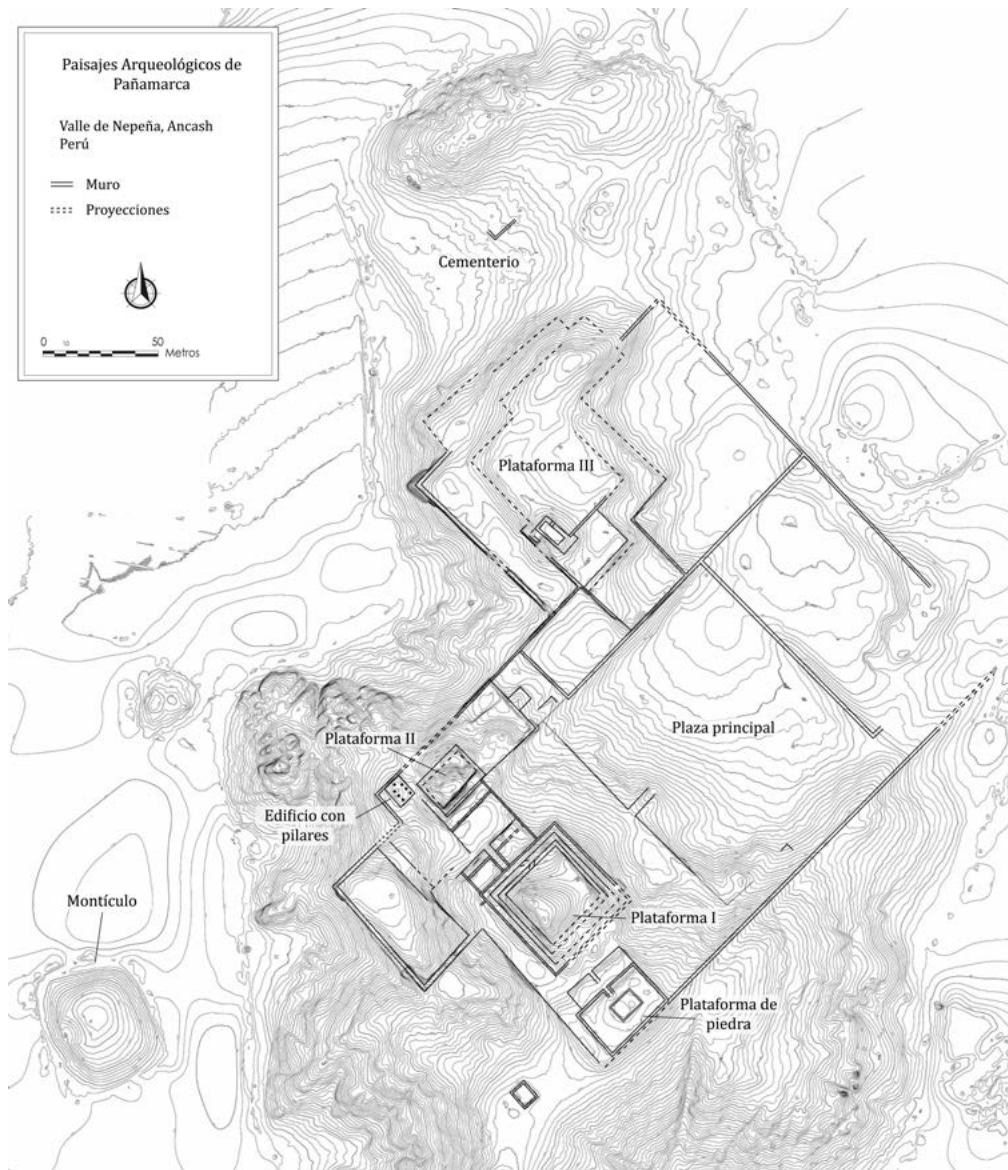 Paisajes Arqueológicos de
Pañamarca
Valle de Nepeña, Ancash
Perú
Muro
Proyecciones
0 10 50
Metros
Cementerio
Plataforma III
Plaza principal
Plataforma II
Edificio con
pilares
Montículo
Plataforma I
Plataforma de
piedra